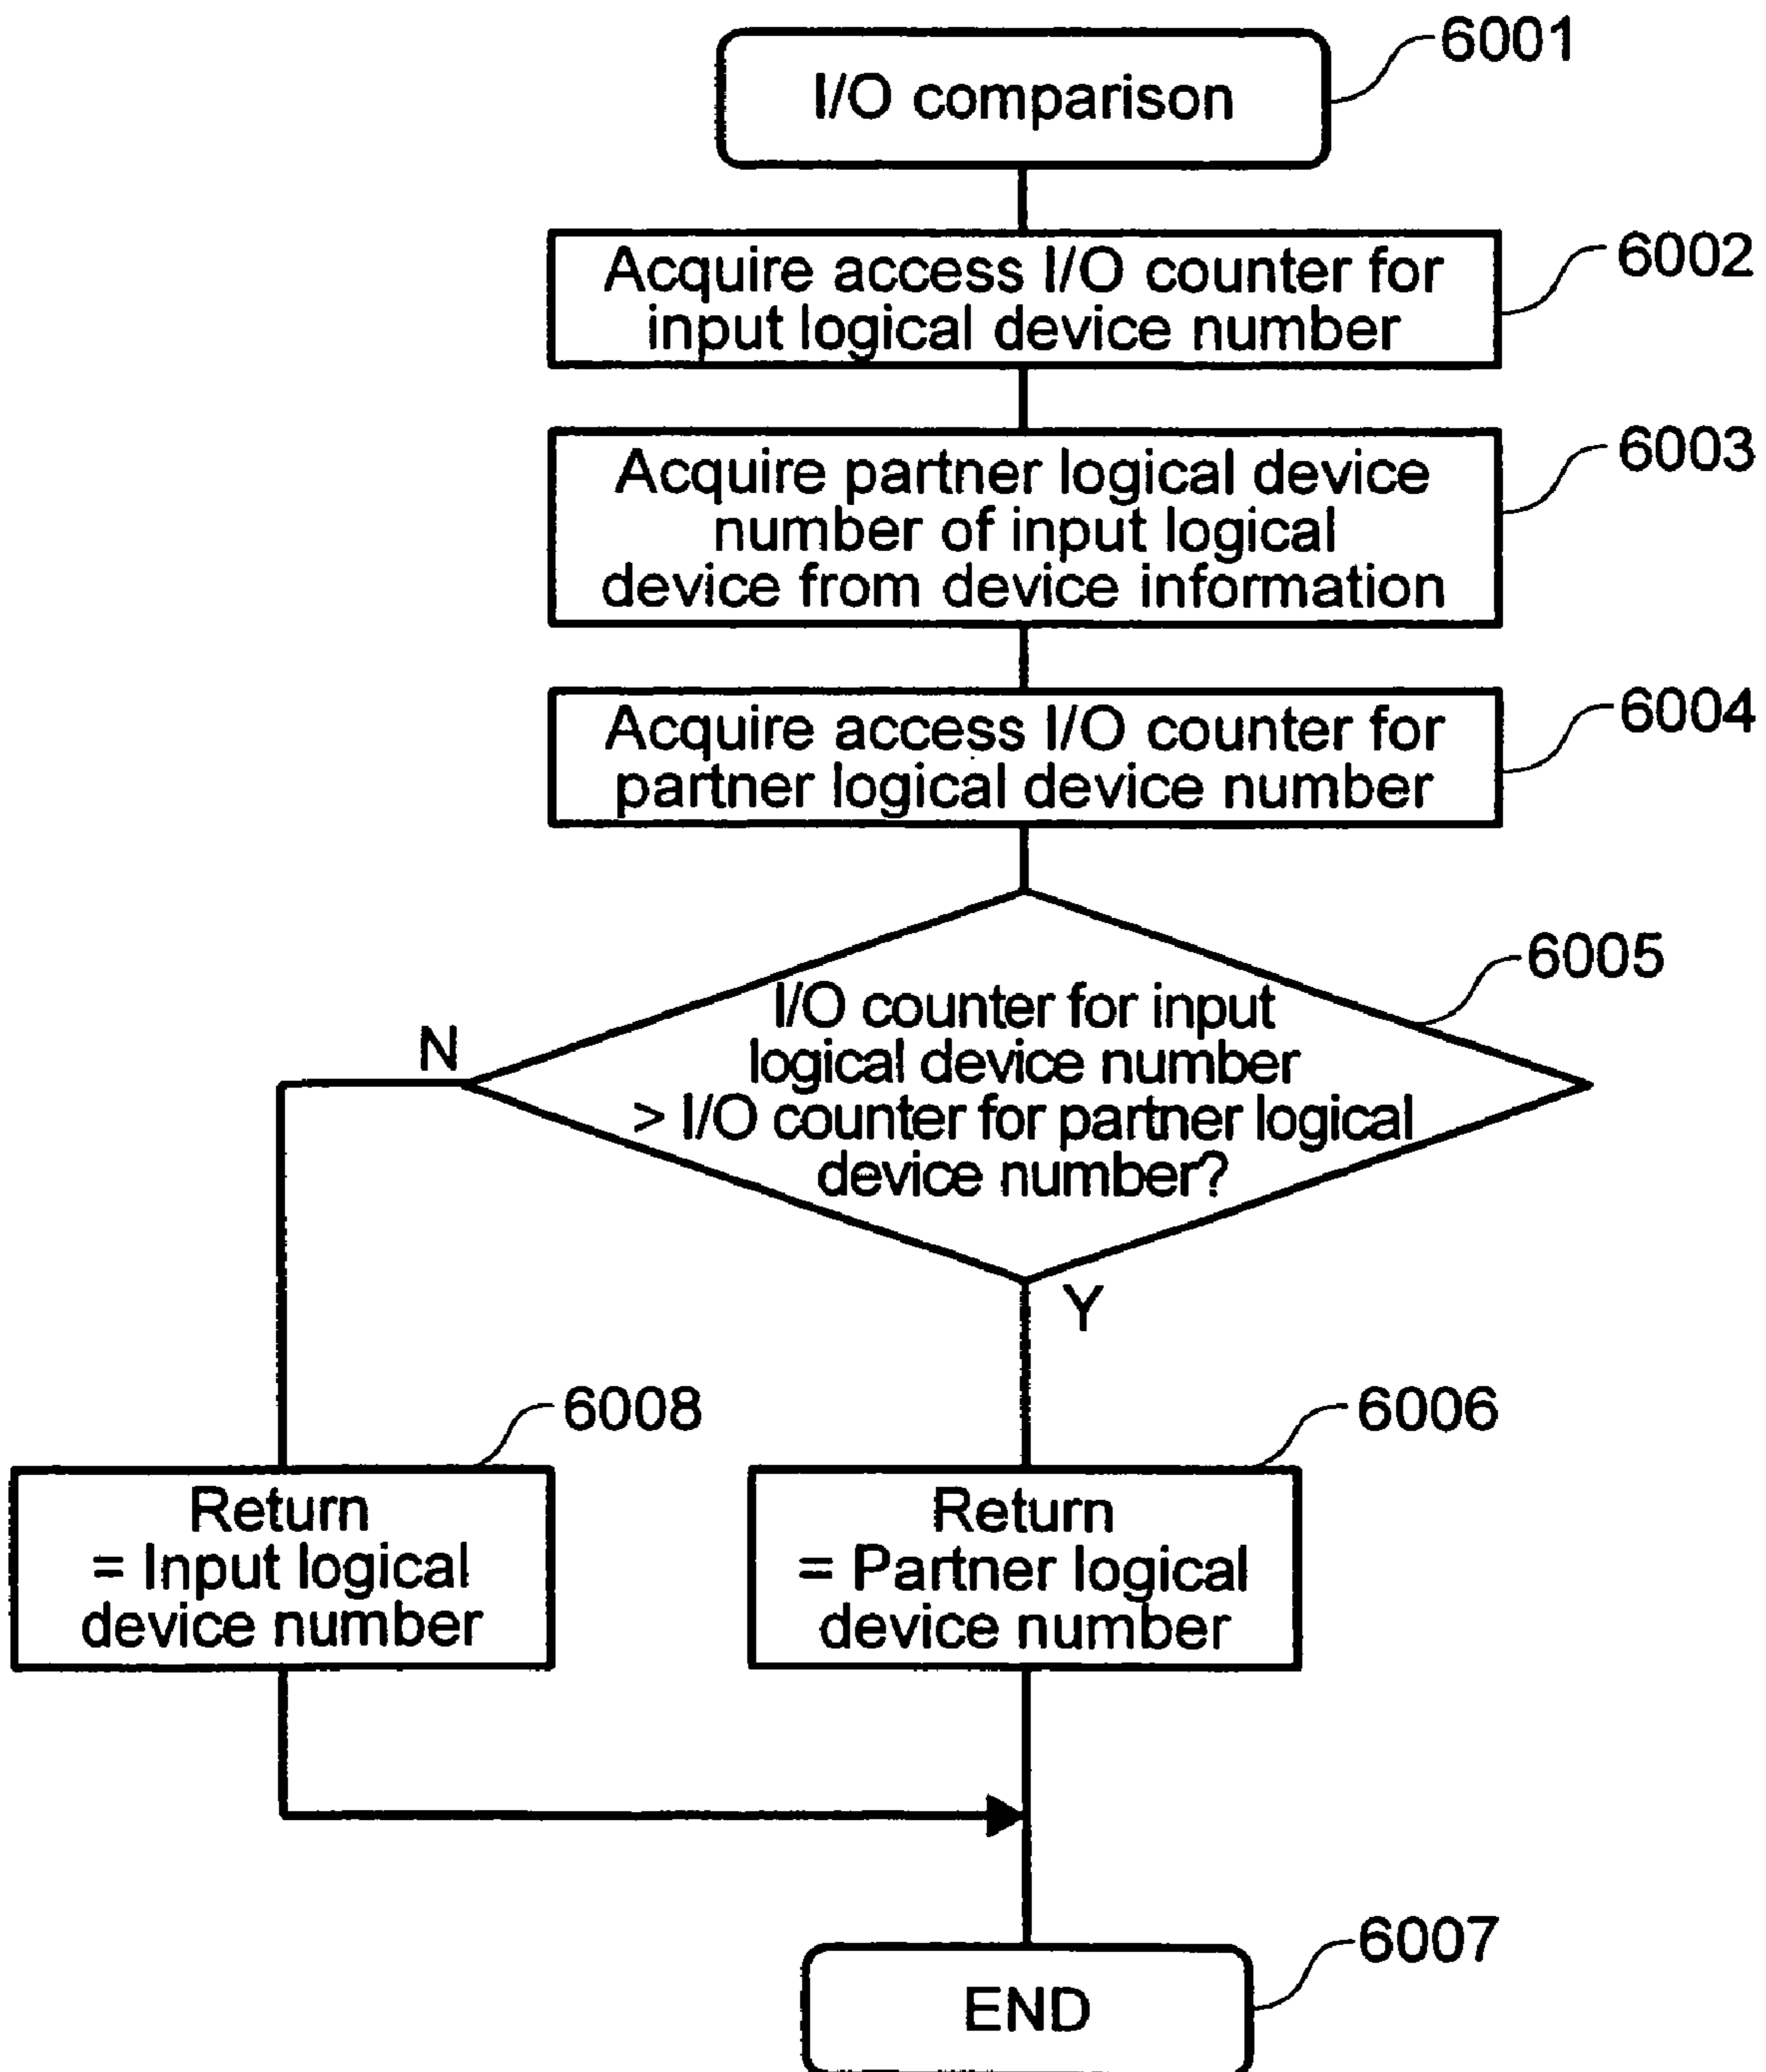 I/O comparison
6001
Acquire access I/O counter for
input logical device number
6002
Acquire partner logical device
number of input logical
device from device information
6003
Acquire access I/O counter for
partner logical device number
6004
I/O counter for input
logical device number
> I/O counter for partner logical
device number?
6005
N
Y
6008
Return
= Input logical
device number
6006
Return
= Partner logical
device number
END
6007